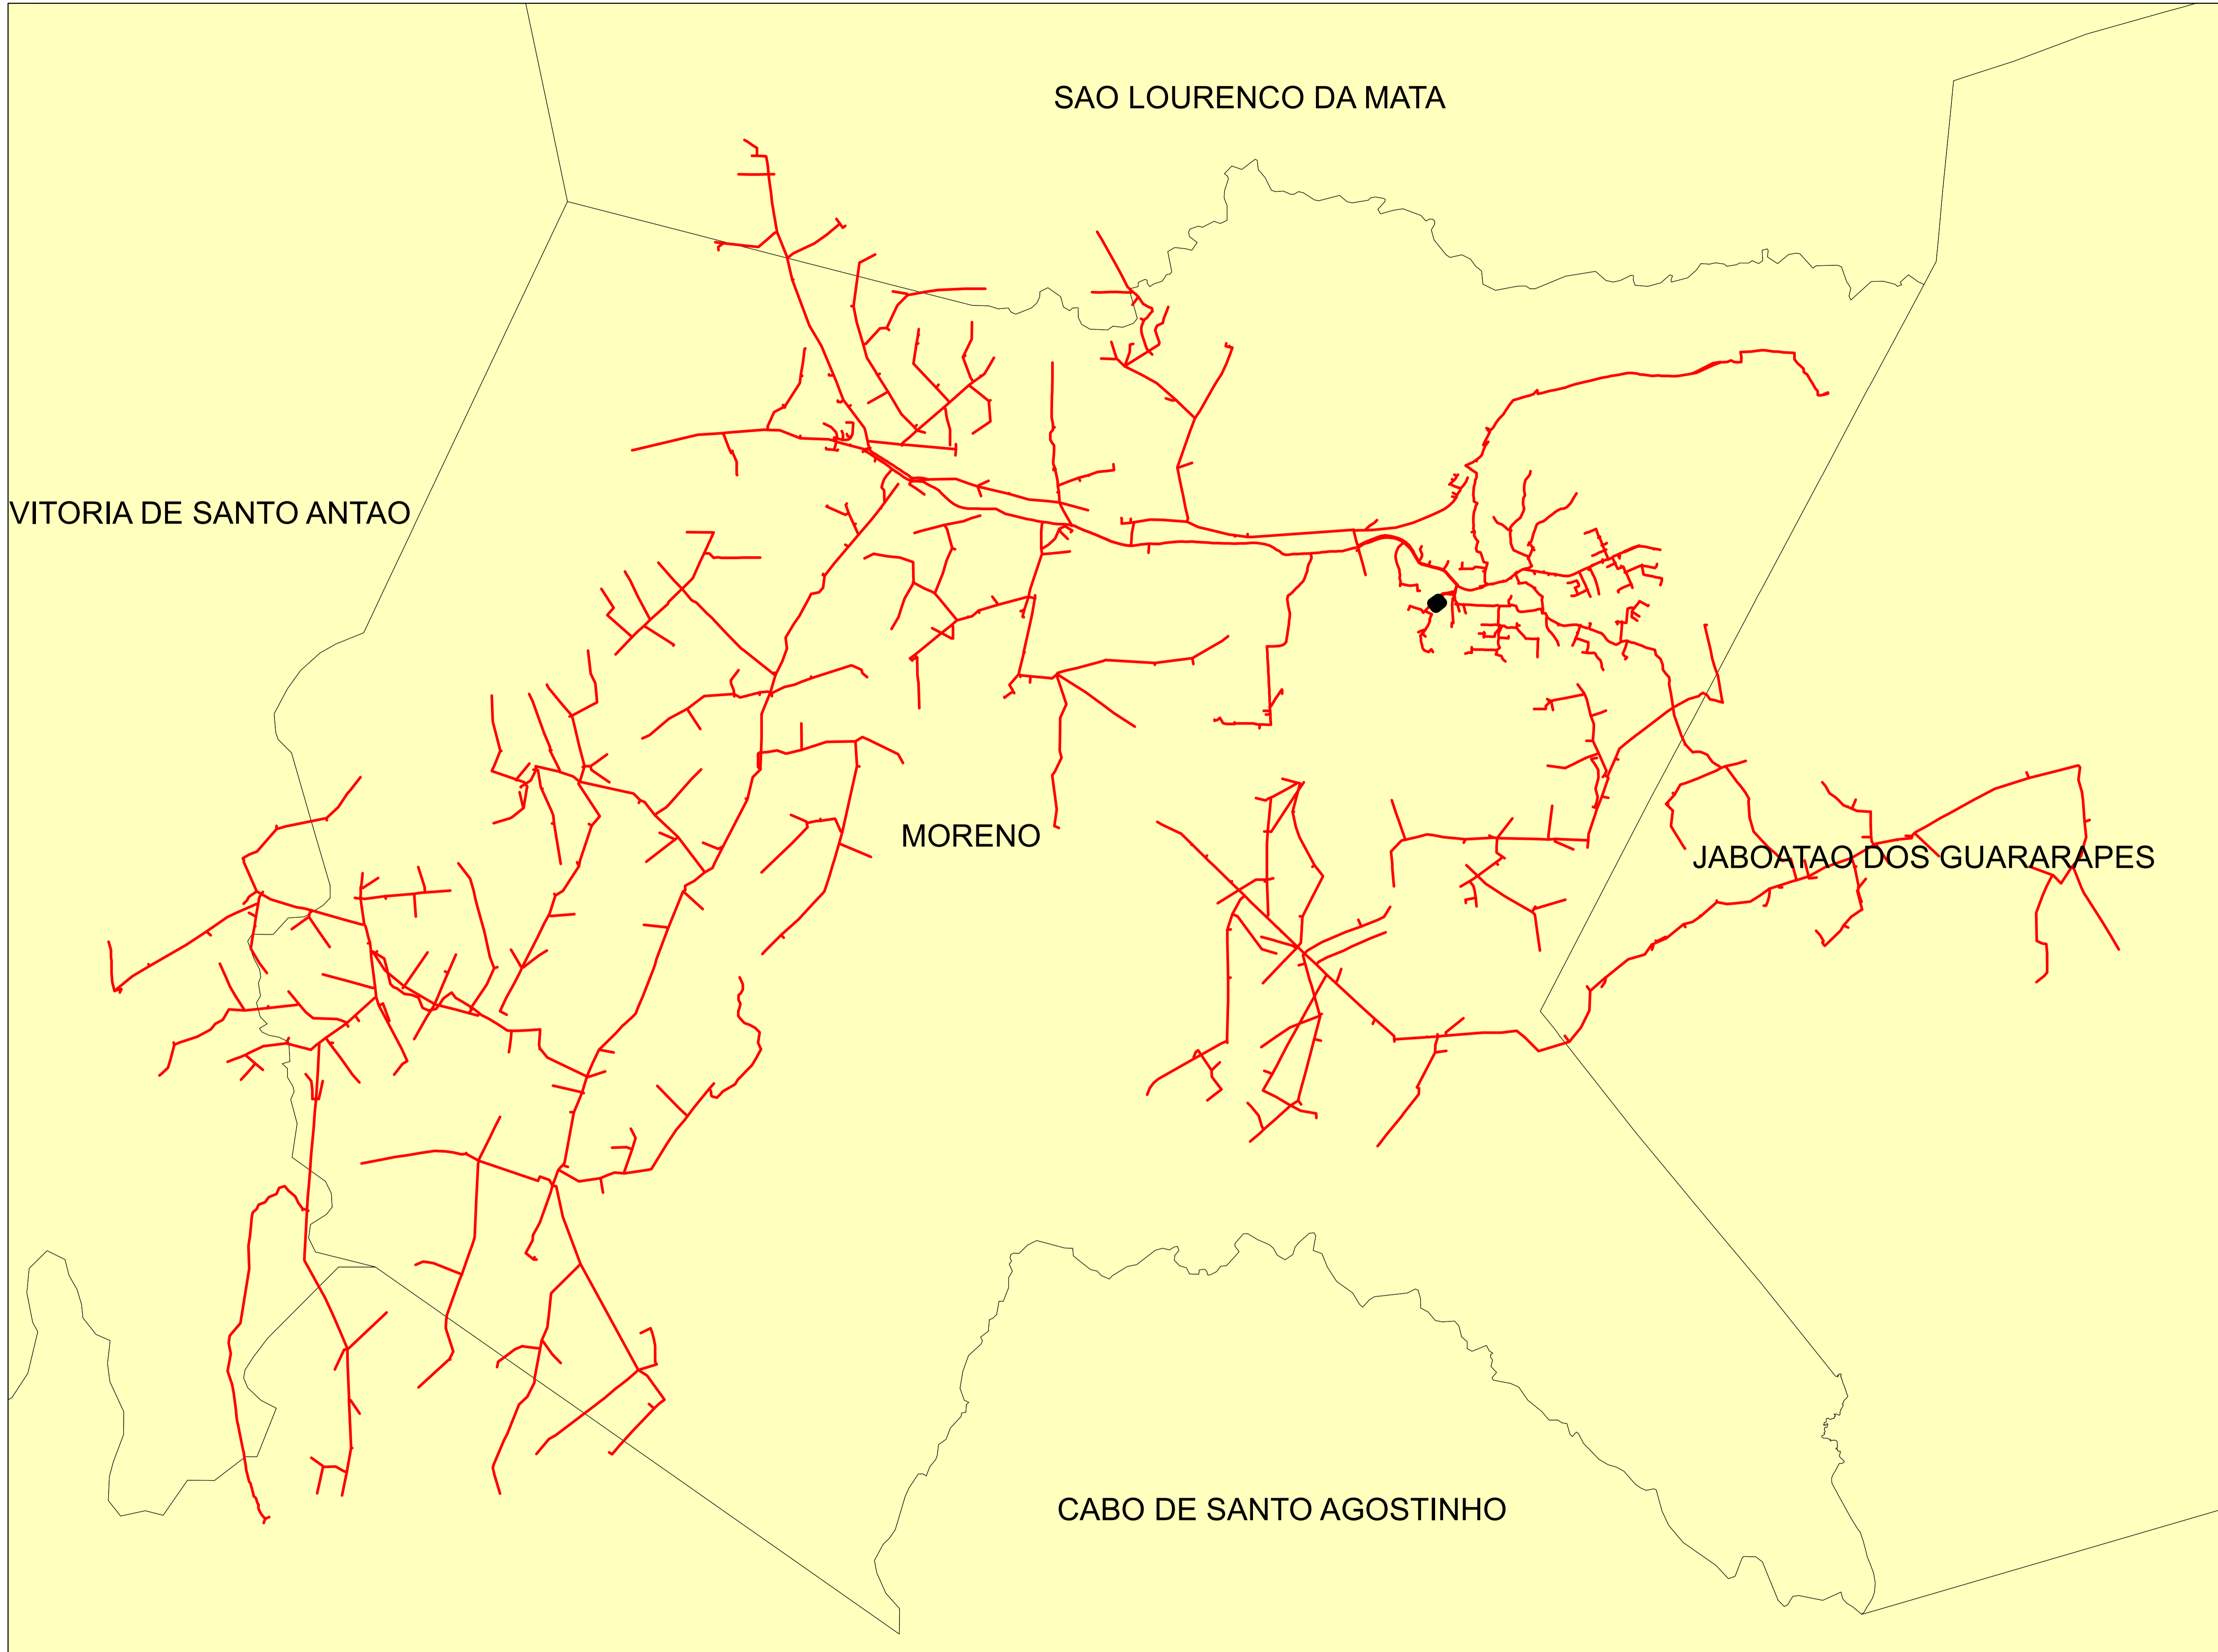 SAO LOURENCO DA MATA
VITORIA DE SANTO ANTAO
MORENO
JABOATAO DOS GUARARAPES
CABO DE SANTO AGOSTINHO